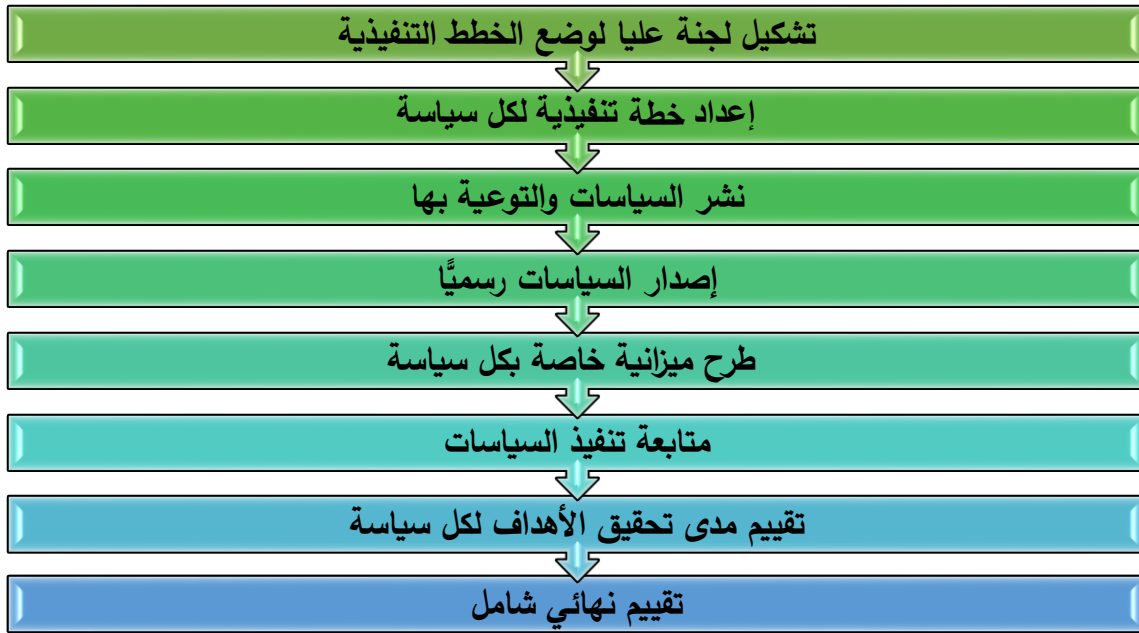 تشكيل لجنة عليا لوضع الخطط التنفيذية
إعداد خطة تنفيذية لكل سياسة
نشر السياسات والتوعية بها
إصدار السياسات رسميًّا
طرح ميزانية خاصة بكل سياسة
متابعة تنفيذ السياسات
تقييم مدى تحقيق الأهداف لكل سياسة
تقييم نهائي شامل